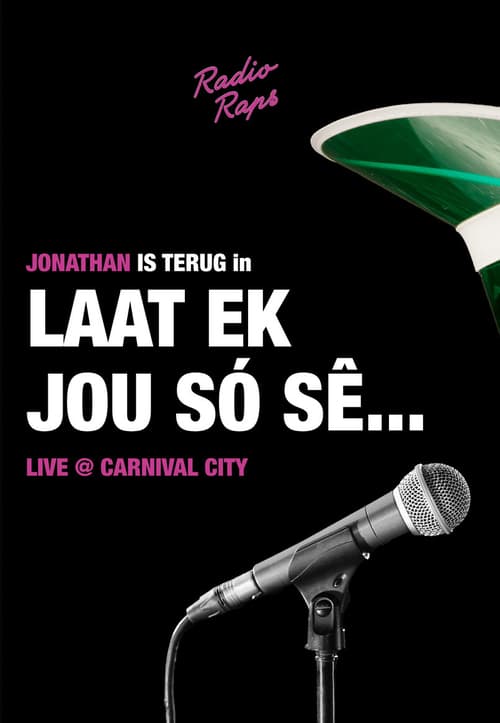 Radio
Raps
JONATHAN IS TERUG in
LAAT EK
JOU SÓ SÊ...
LIVE @ CARNIVAL CITY